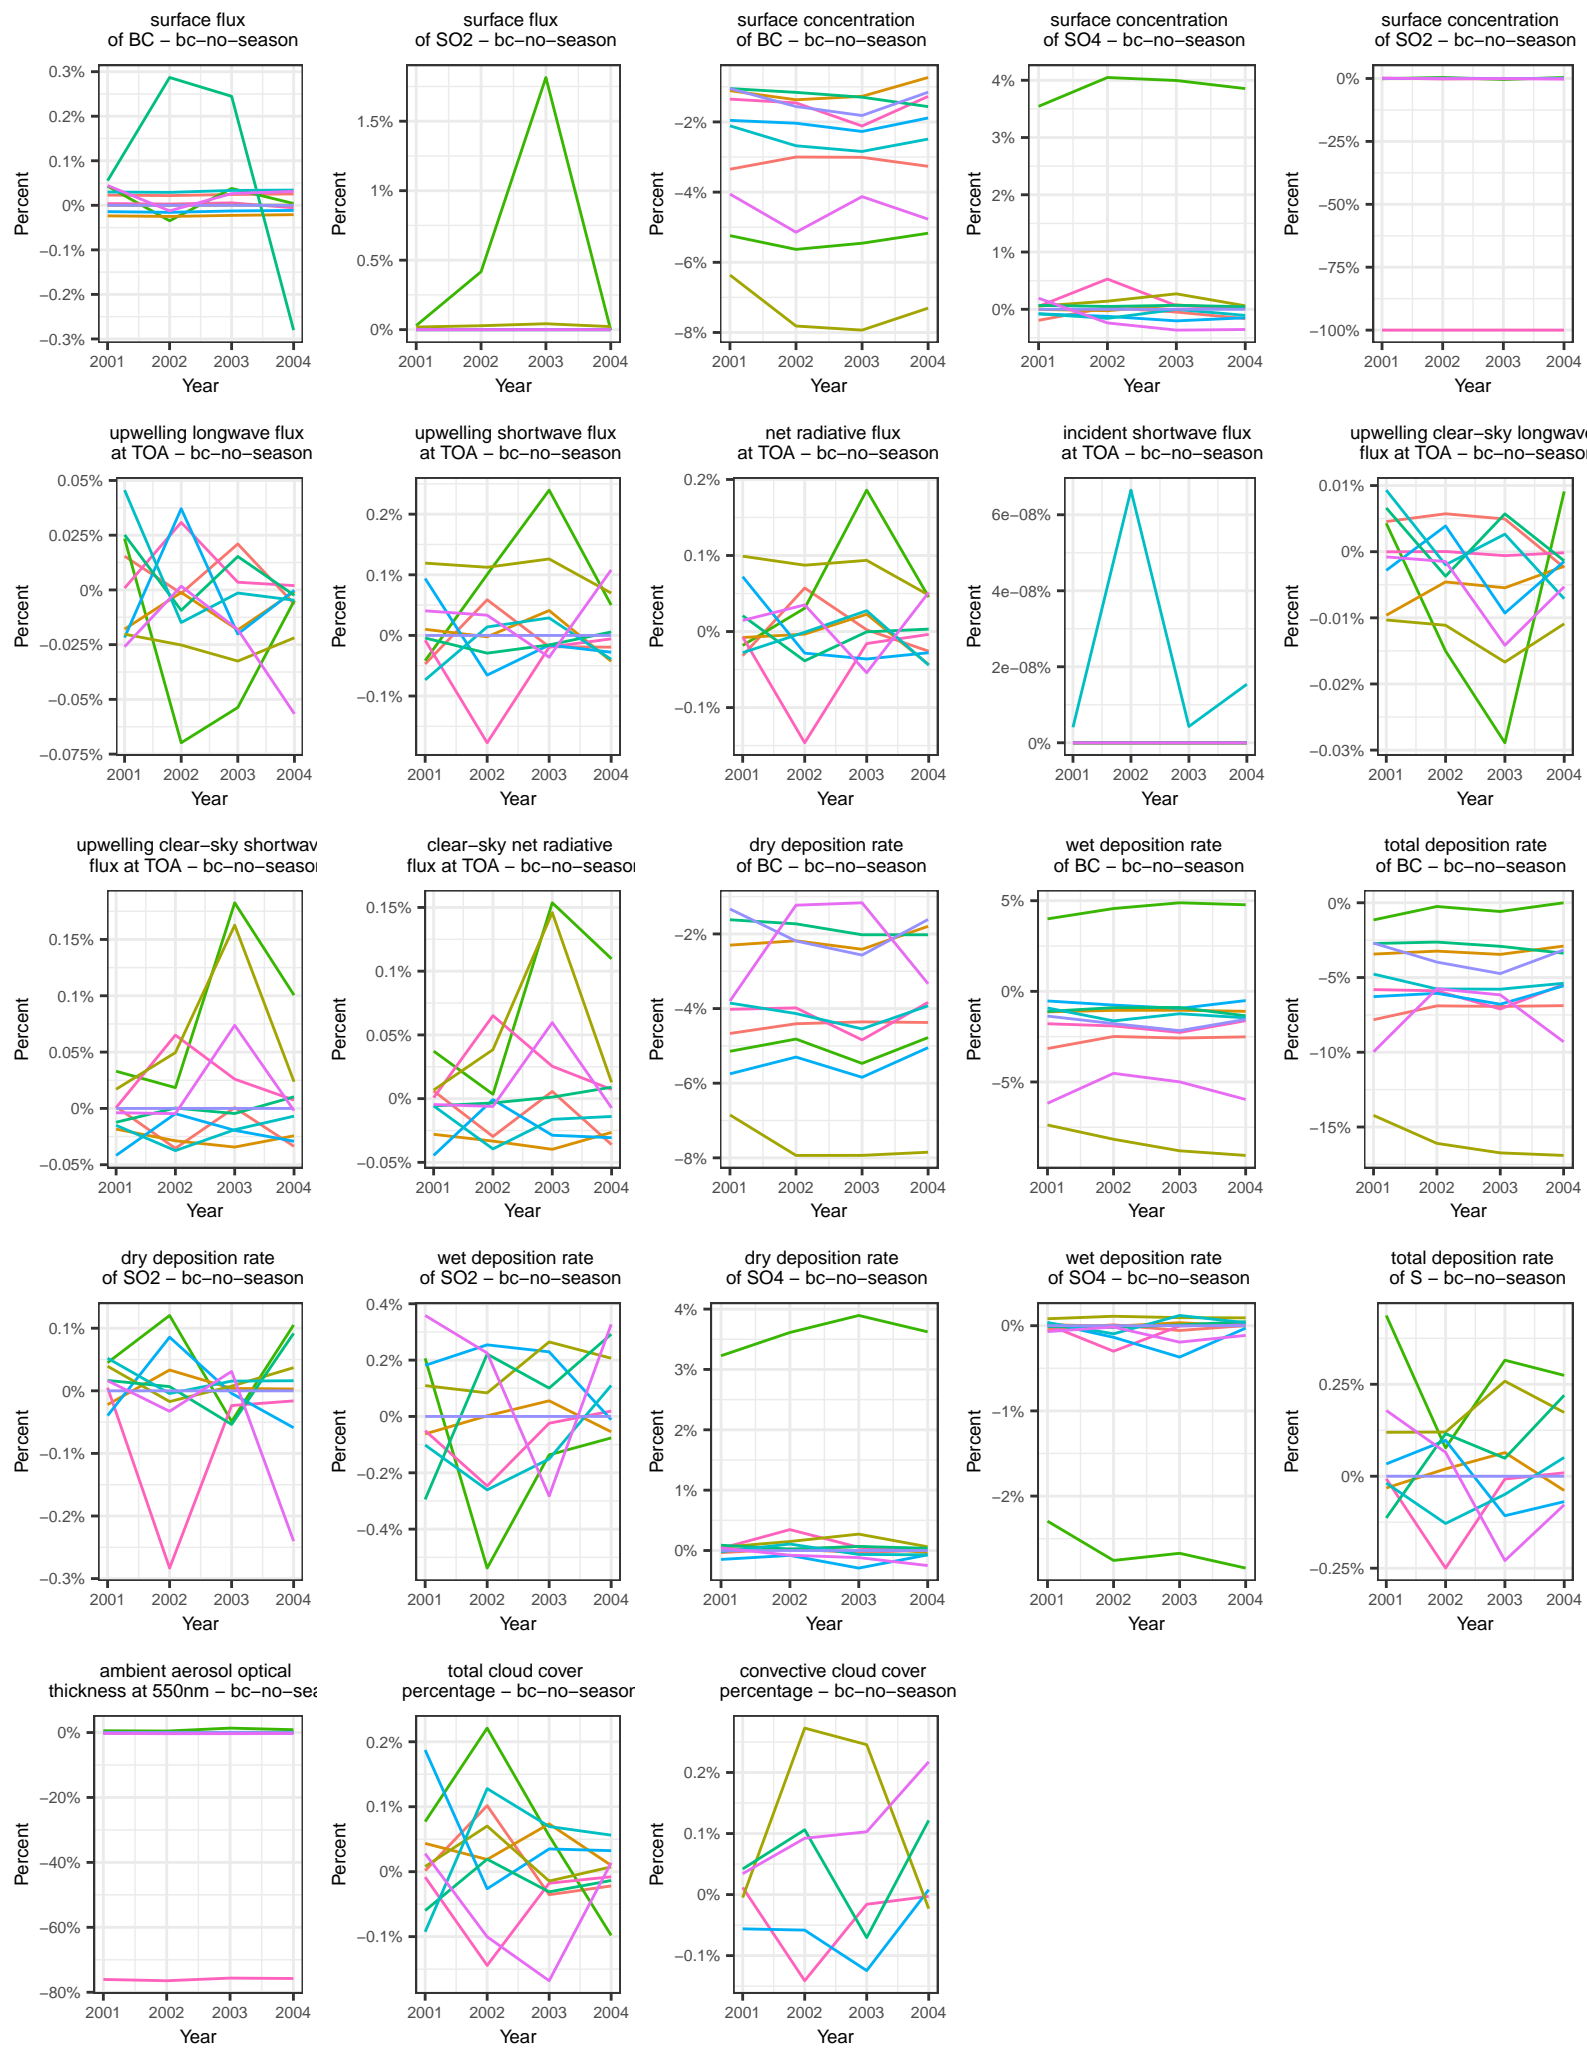 surface flux
of BC − bc−no−season
surface flux
of SO2 − bc−no−season
surface concentration
of BC − bc−no−season
surface concentration
of SO4 − bc−no−season
surface concentration
of SO2 − bc−no−season
0.3%
0.2%
0.1%
0%
−0.1%
−0.2%
−0.3%
Percent
2001 2002 2003 2004
Year
1.5%
1%
0.5%
0%
Percent
2001 2002 2003 2004
Year
−2%
−4%
−6%
−8%
Percent
2001 2002 2003 2004
Year
4%
3%
2%
1%
0%
Percent
2001 2002 2003 2004
Year
0%
−25%
−50%
−75%
−100%
Percent
2001 2002 2003 2004
Year
upwelling longwave flux
at TOA − bc−no−season
upwelling shortwave flux
at TOA − bc−no−season
net radiative flux
at TOA − bc−no−season
incident shortwave flux
at TOA − bc−no−season
upwelling clear−sky longwave
flux at TOA − bc−no−seasor
0.05%
0.025%
0%
−0.025%
−0.05%
−0.075%
Percent
2001 2002 2003 2004
Year
0.2%
0.1%
0%
−0.1%
Percent
2001 2002 2003 2004
Year
0.2%
0.1%
0%
−0.1%
Percent
2001 2002 2003 2004
Year
6e−08%
4e−08%
2e−08%
0%
Percent
2001 2002 2003 2004
Year
0.01%
0%
−0.01%
−0.02%
−0.03%
Percent
2001 2002 2003 2004
Year
upwelling clear−sky shortwav
flux at TOA − bc−no−seasor
clear−sky net radiative
flux at TOA − bc−no−seasor
dry deposition rate
of BC − bc−no−season
wet deposition rate
of BC − bc−no−season
total deposition rate
of BC − bc−no−season
0.15%
0.1%
0.05%
0%
−0.05%
Percent
2001 2002 2003 2004
Year
0.15%
0.1%
0.05%
0%
−0.05%
Percent
2001 2002 2003 2004
Year
−2%
−4%
−6%
−8%
Percent
2001 2002 2003 2004
Year
5%
0%
−5%
Percent
2001 2002 2003 2004
Year
0%
−5%
−10%
−15%
Percent
2001 2002 2003 2004
Year
dry deposition rate
of SO2 − bc−no−season
wet deposition rate
of SO2 − bc−no−season
dry deposition rate
of SO4 − bc−no−season
wet deposition rate
of SO4 − bc−no−season
total deposition rate
of S − bc−no−season
0.1%
0%
−0.1%
−0.2%
−0.3%
Percent
2001 2002 2003 2004
Year
0.4%
0.2%
0%
−0.2%
−0.4%
Percent
2001 2002 2003 2004
Year
4%
3%
2%
1%
0%
Percent
2001 2002 2003 2004
Year
0%
−1%
−2%
Percent
2001 2002 2003 2004
Year
0.25%
0%
−0.25%
Percent
2001 2002 2003 2004
Year
ambient aerosol optical
thickness at 550nm − bc−no−sea
total cloud cover
percentage − bc−no−season
convective cloud cover
percentage − bc−no−season
0%
−20%
−40%
−60%
−80%
Percent
2001 2002 2003 2004
Year
0.2%
0.1%
0%
−0.1%
Percent
2001 2002 2003 2004
Year
0.2%
0.1%
0%
−0.1%
Percent
2001 2002 2003 2004
Year